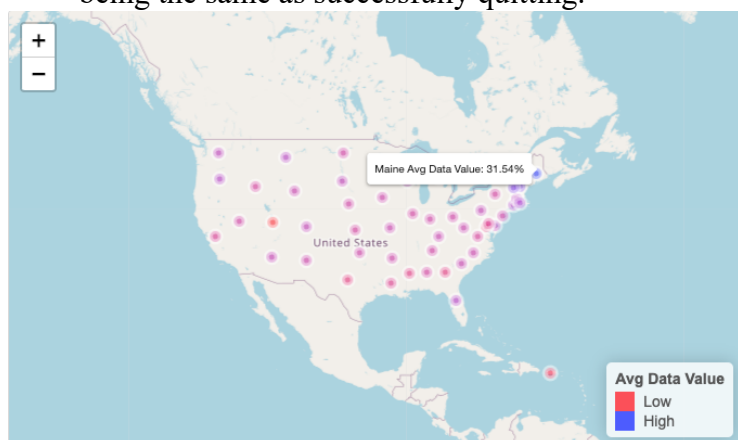 being the same as successfully quitting.
+
−
Maine Avg Data Value: 31.54%
United States
Avg Data Value
Low
High